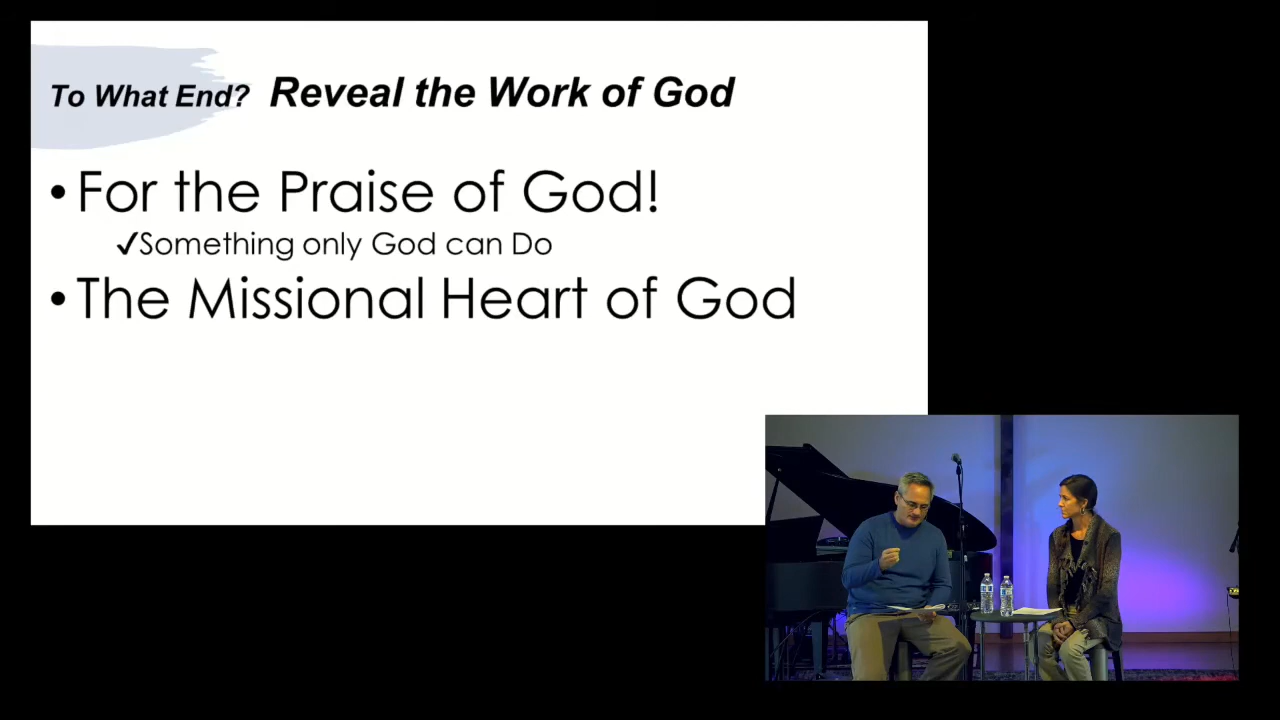 To What End? Reveal the Work of God
•For the Praise of God!
✓Something only God can Do
•The Missional Heart of God